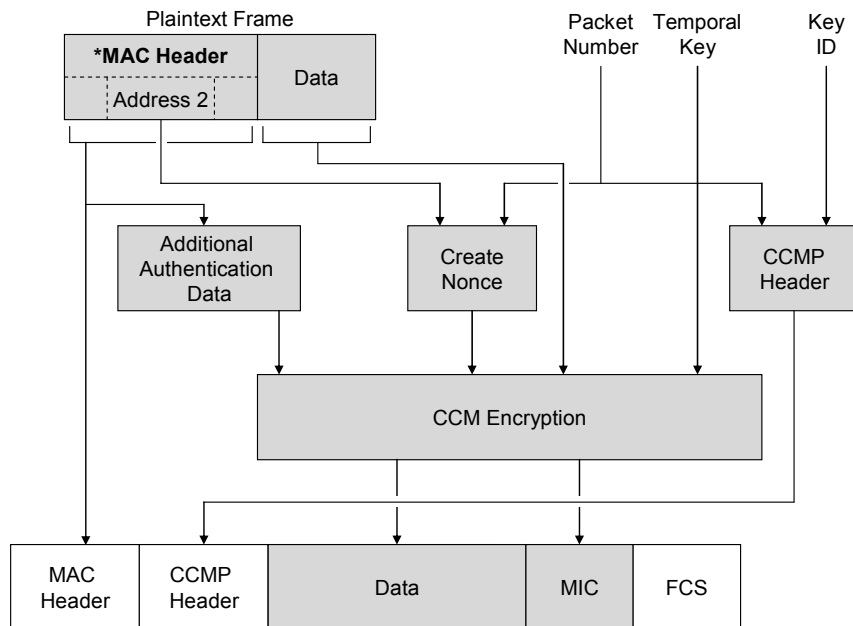 Plaintext Frame
*MAC Header
Address 2
Data
Packet
Number
Temporal
Key
Key
ID
Additional
Authentication
Data
Create
Nonce
CCMP
Header
CCM Encryption
MAC
Header
CCMP
Header
Data
MIC
FCS